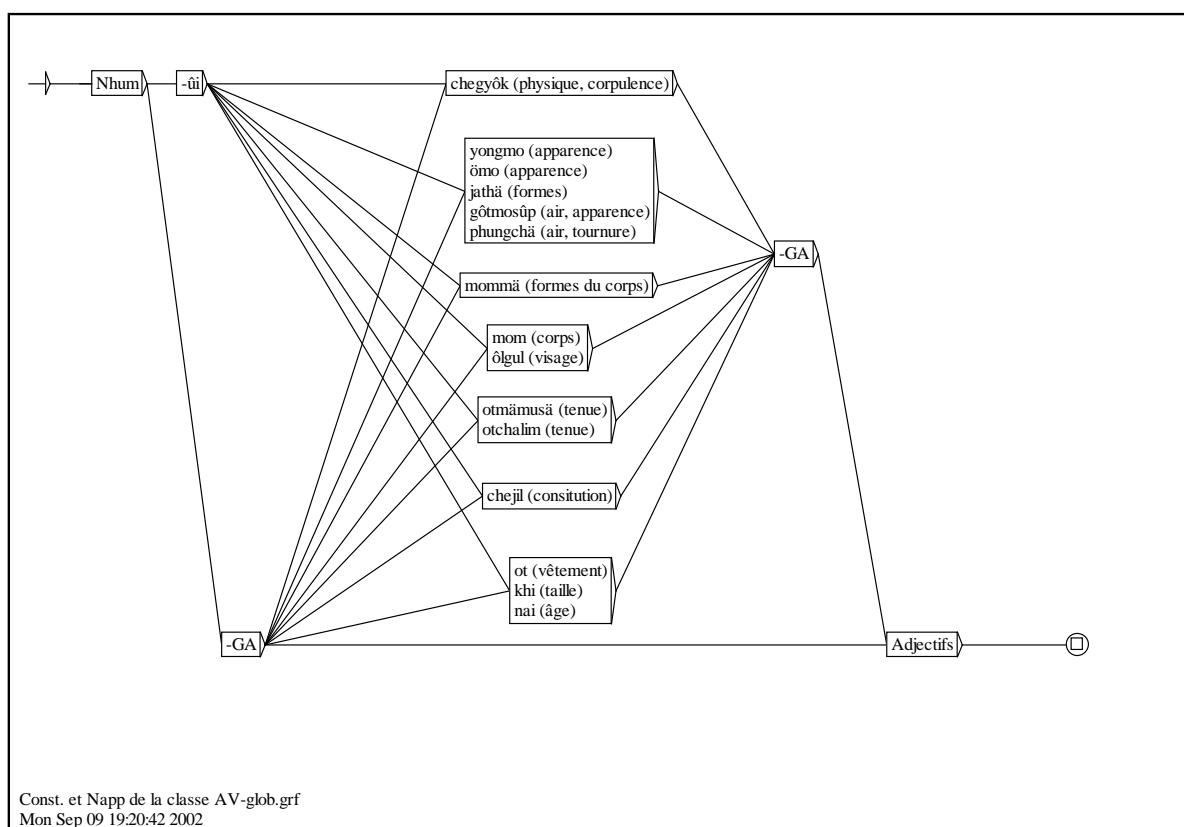 Nhum
-ûi
chegyôk (physique, corpulence)
yongmo (apparence)
ömo (apparence)
jathä (formes)
gôtmosûp (air, apparence)
phungchä (air, tournure)
-GA
mommä (formes du corps)
mom (corps)
ôlgul (visage)
otmämusä (tenue)
otchalim (tenue)
chejil (consitution)
ot (vêtement)
khi (taille)
nai (âge)
-GA
Adjectifs
Const. et Napp de la classe AV-glob.grf
Mon Sep 09 19:20:42 2002